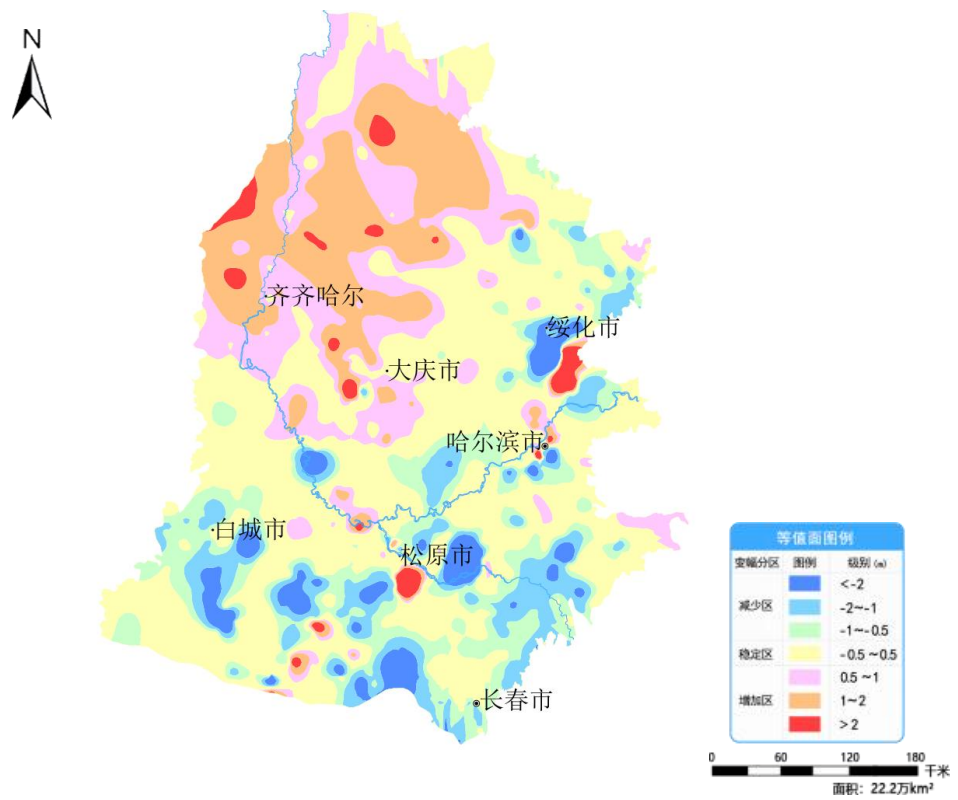 N
齐齐哈尔
绥化市
大庆市
哈尔滨市
白城市
松原市
长春市
等值面图例
变幅分区 图例 级别 (m)
减少区
<-2
-2~-1
-1~-0.5
稳定区 -0.5~0.5
增加区
0.5~1
1~2
>2
0 60 120 180 千米
面积：22.2万km²